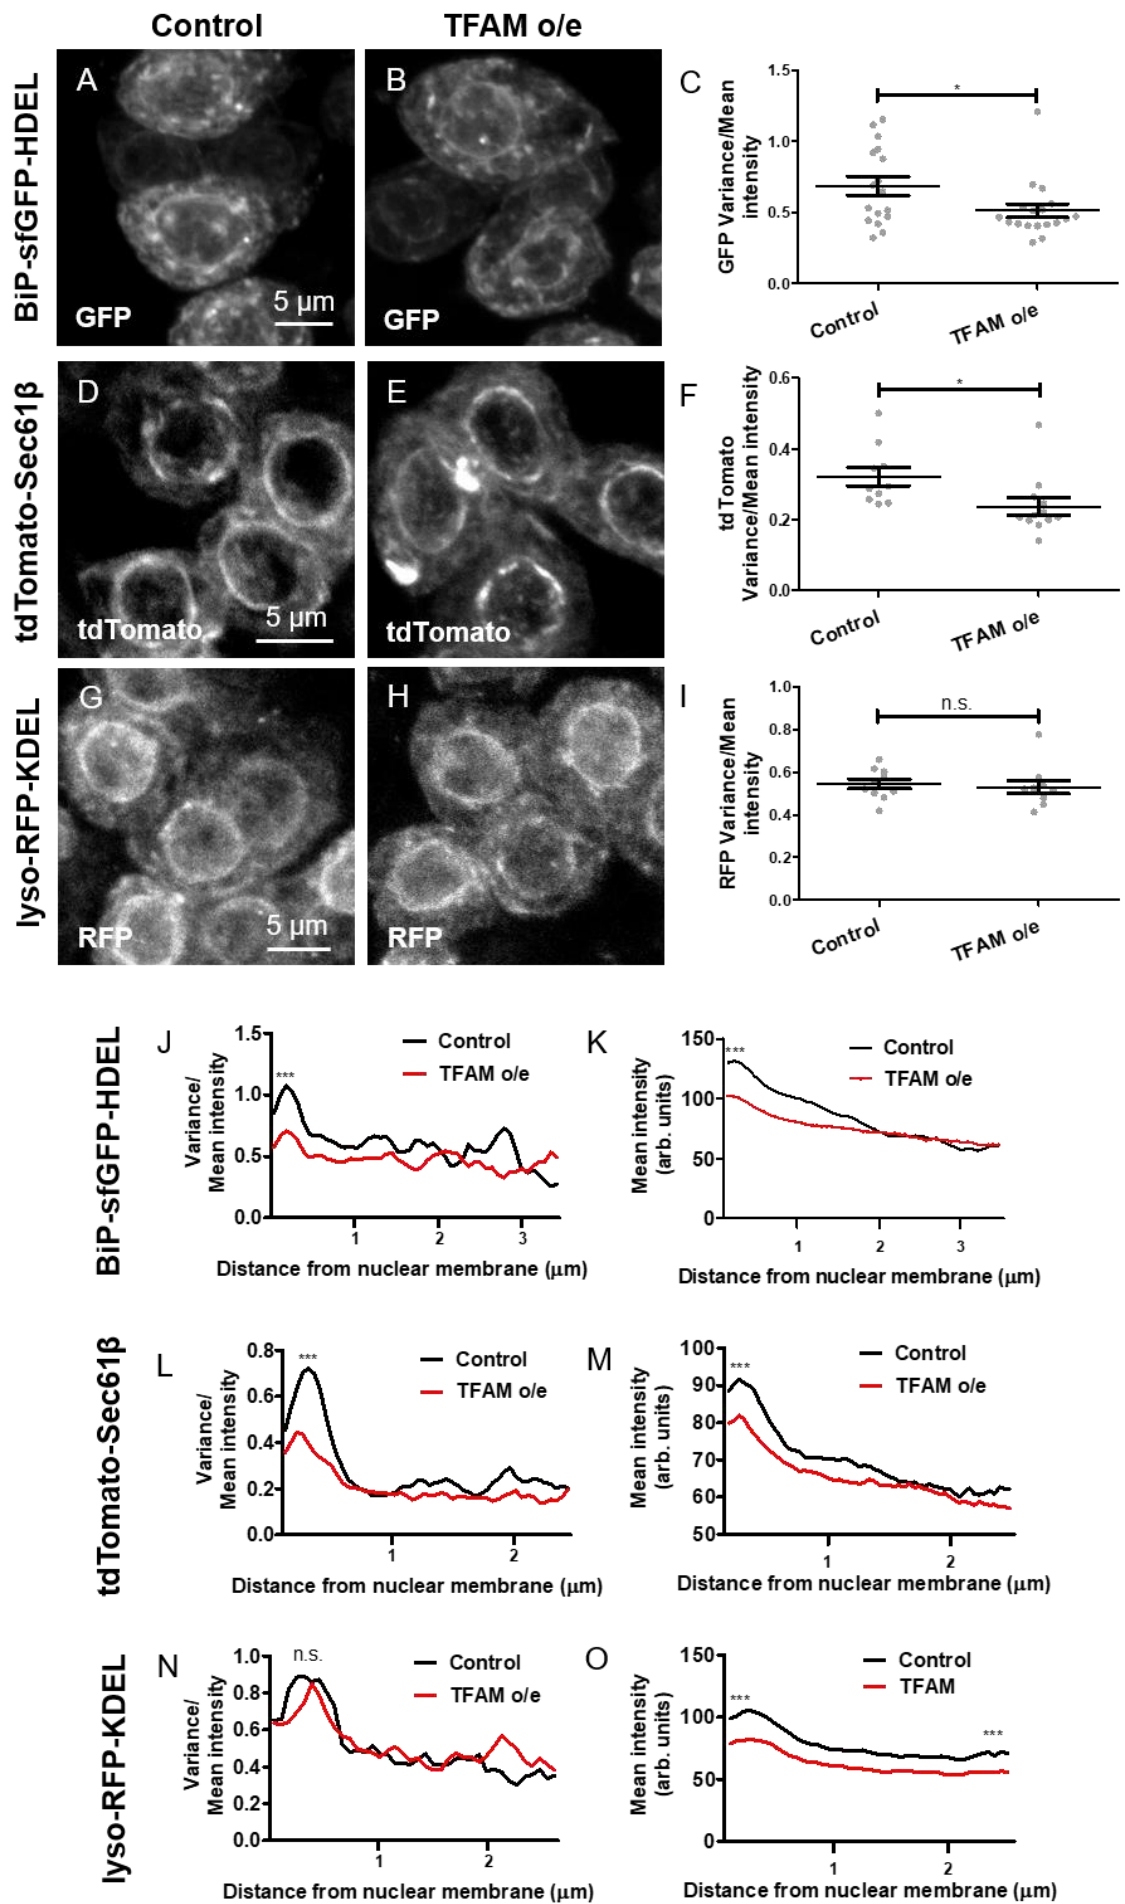 Control
TFAM o/e
BiP-sfGFP-HDEL
A
GFP
5 µm
B
GFP
C
GFP Variance/Mean
intensity
1.5
1.0
0.5
0.0
*
Control
TFAM o/e
tdTomato-Sec61β
D
tdTomato
5 µm
E
tdTomato
F
tdTomato
Variance/Mean intensity
0.6
0.4
0.2
0.0
*
Control
TFAM o/e
lyso-RFP-KDEL
G
RFP
5 µm
H
RFP
I
RFP Variance/Mean
intensity
1.0
0.8
0.6
0.4
0.2
0.0
n.s.
Control
TFAM o/e
BiP-sfGFP-HDEL
J
Variance/
Mean intensity
1.5
1.0
0.5
0.0
***
Control
TFAM o/e
1 2 3
Distance from nuclear membrane (µm)
K
Mean intensity
(arb. units)
150
100
50
0
***
Control
TFAM o/e
1 2 3
Distance from nuclear membrane (µm)
tdTomato-Sec61β
L
Variance/
Mean intensity
0.8
0.6
0.4
0.2
0.0
***
Control
TFAM o/e
1 2
Distance from nuclear membrane (µm)
M
Mean intensity
(arb. units)
100
90
80
70
60
50
***
Control
TFAM o/e
1 2
Distance from nuclear membrane (µm)
lyso-RFP-KDEL
N
Variance/
Mean intensity
1.0
0.8
0.6
0.4
0.2
0.0
n.s.
Control
TFAM o/e
1 2
Distance from nuclear membrane (µm)
O
Mean intensity
(arb. units)
150
100
50
0
***
***
Control
TFAM
1 2
Distance from nuclear membrane (µm)